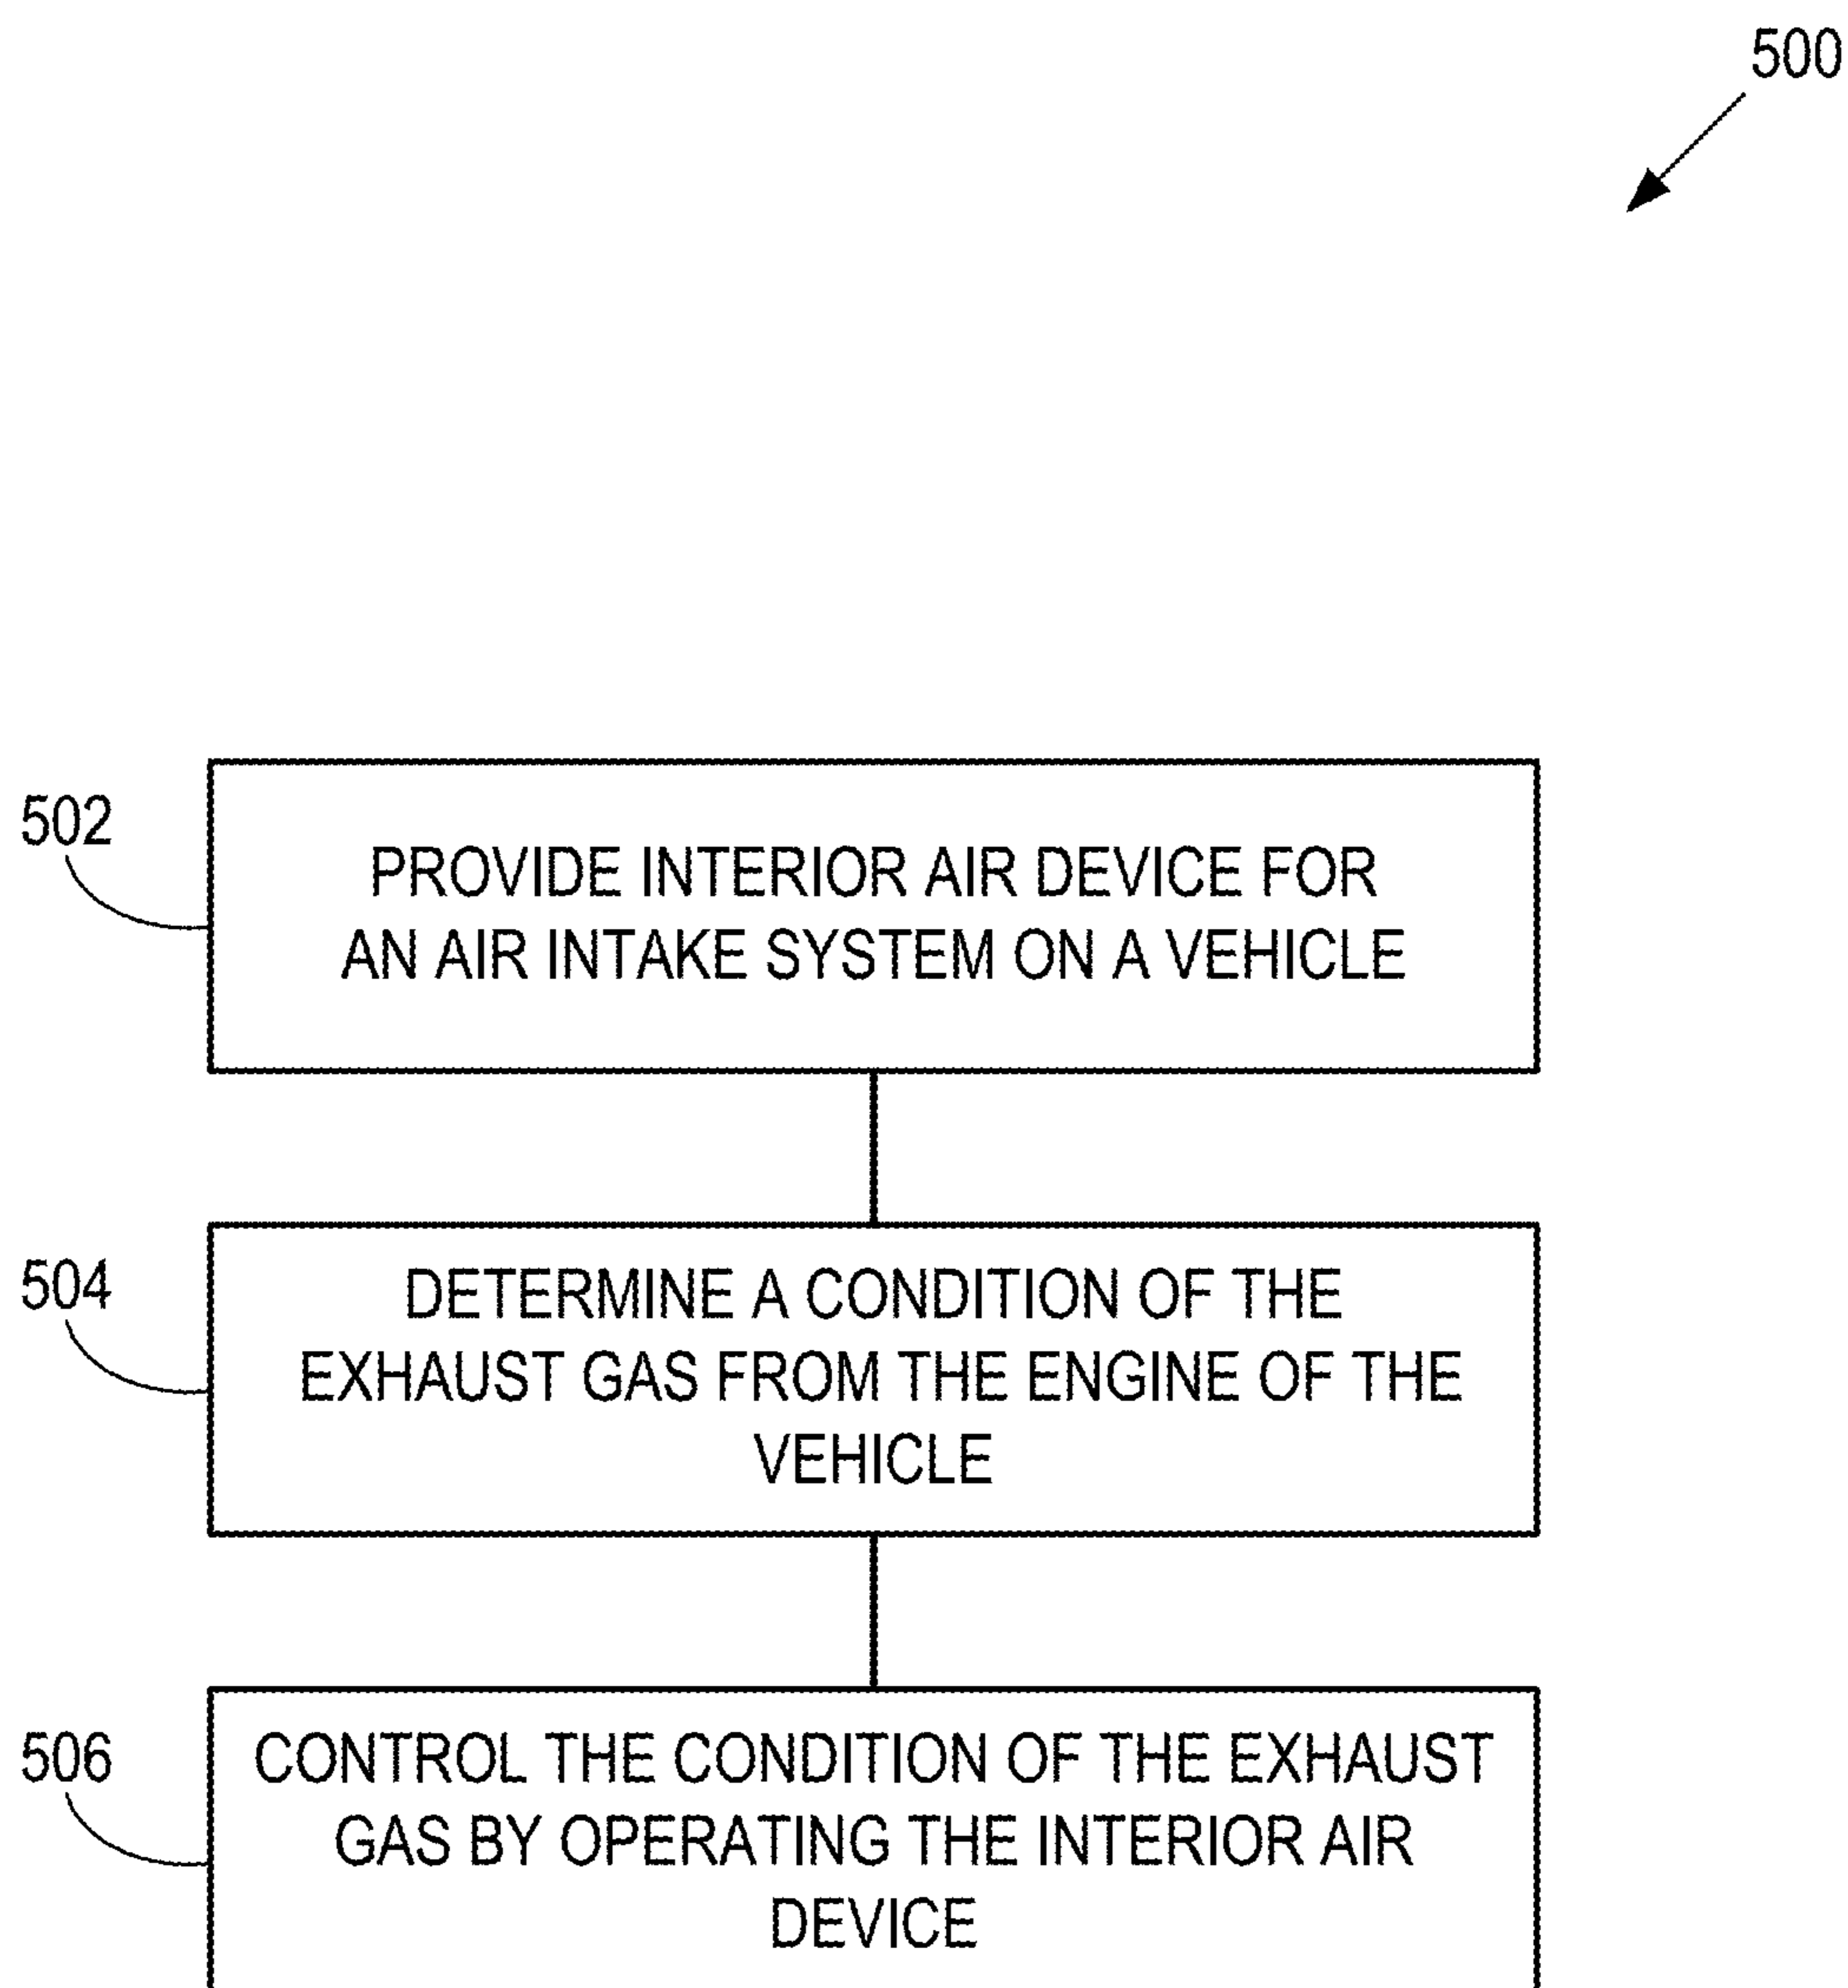 500
502
PROVIDE INTERIOR AIR DEVICE FOR
AN AIR INTAKE SYSTEM ON A VEHICLE
504
DETERMINE A CONDITION OF THE
EXHAUST GAS FROM THE ENGINE OF THE
VEHICLE
506
CONTROL THE CONDITION OF THE EXHAUST
GAS BY OPERATING THE INTERIOR AIR
DEVICE